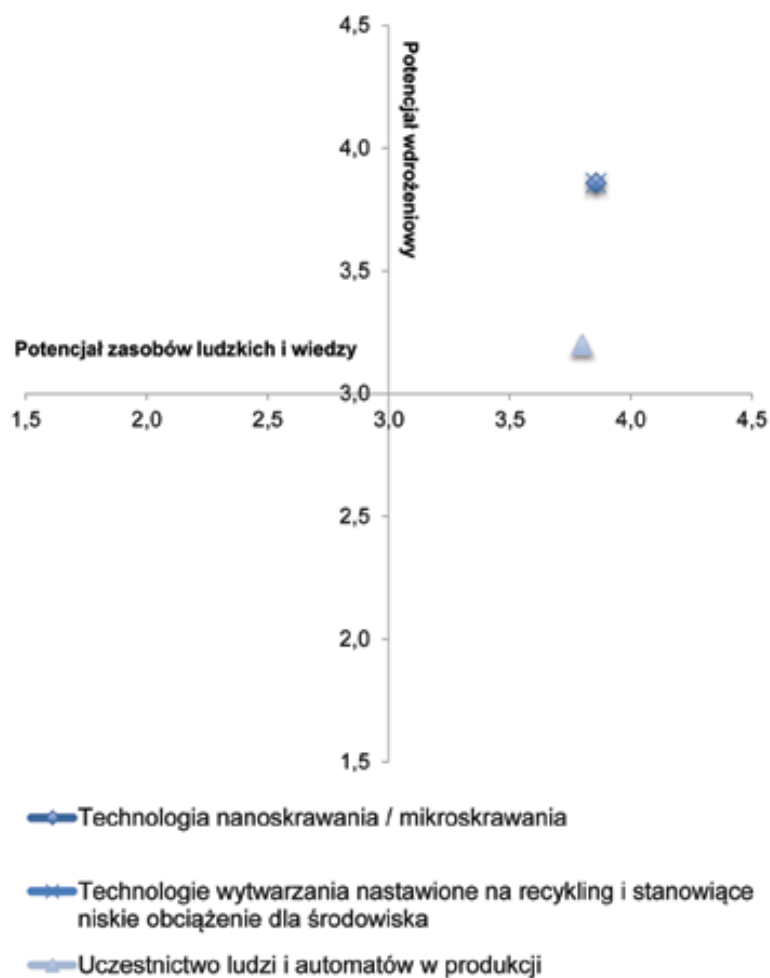 4,5
Potencjał wdrożeniowy
4,0
3,5
Potencjał zasobów ludzkich i wiedzy
3,0
1,5 2,0 2,5 3,0 3,5 4,0 4,5
2,5
2,0
1,5
Technologia nanoskrawania / mikroskrawania
Technologie wytwarzania nastawione na recykling i stanowiące
niskie obciążenie dla środowiska
Uczestnictwo ludzi i automatów w produkcji